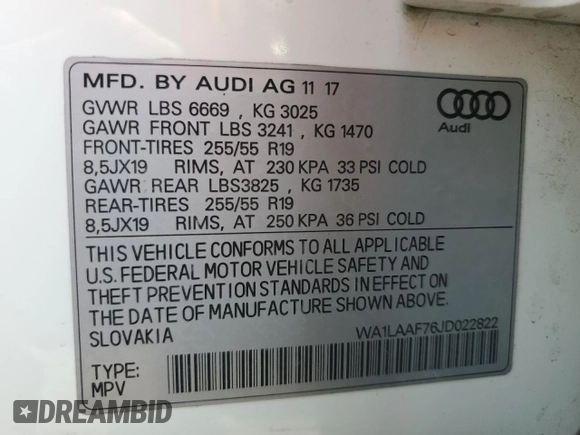 MFD. BY AUDI AG 11 17
GVWR LBS 6669 , KG 3025
GAWR FRONT LBS 3241 , KG 1470
FRONT-TIRES 255/55 R19
8,5JX19 RIMS, AT 230 KPA 33 PSI COLD
GAWR REAR LBS3825 , KG 1735
REAR-TIRES 255/55 R19
8,5JX19 RIMS, AT 250 KPA 36 PSI COLD
Audi
THIS VEHICLE CONFORMS TO ALL APPLICABLE
U.S. FEDERAL MOTOR VEHICLE SAFETY AND
THEFT PREVENTION STANDARDS IN EFFECT ON
THE DATE OF MANUFACTURE SHOWN ABOVE.
SLOVAKIA
WA1LAAF76JD022822
TYPE:
MPV
DREAMBID